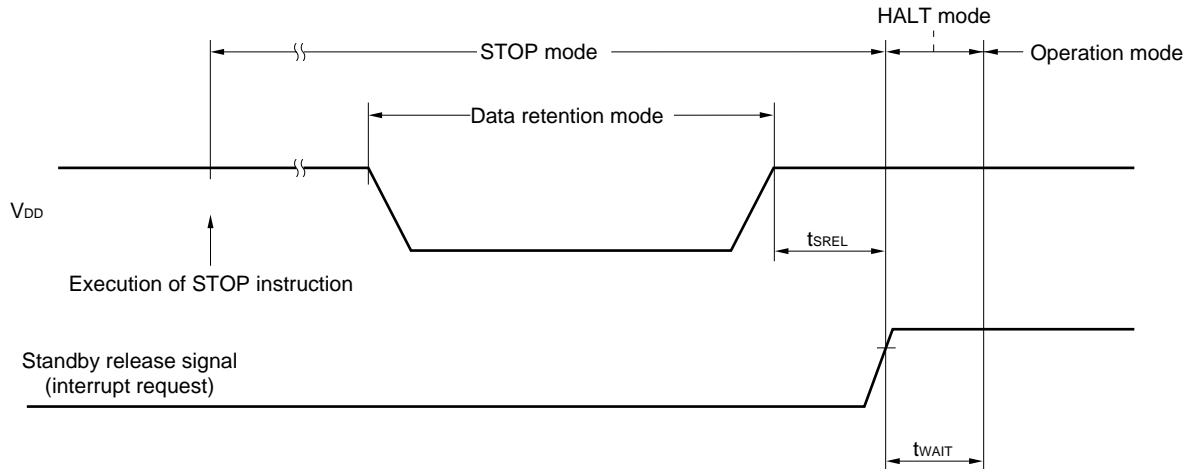 HALT mode
STOP mode
Operation mode
Data retention mode
VDD
tSREL
Execution of STOP instruction
Standby release signal
(interrupt request)
tWAIT